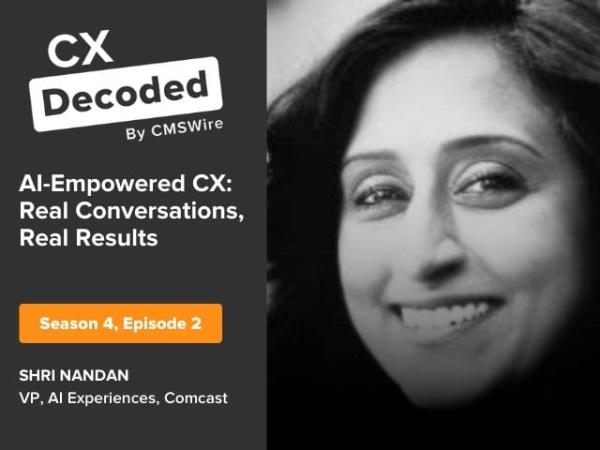 CX
Decoded
By CMSWire
AI-Empowered CX:
Real Conversations,
Real Results
Season 4, Episode 2
SHRI NANDAN
VP, AI Experiences, Comcast